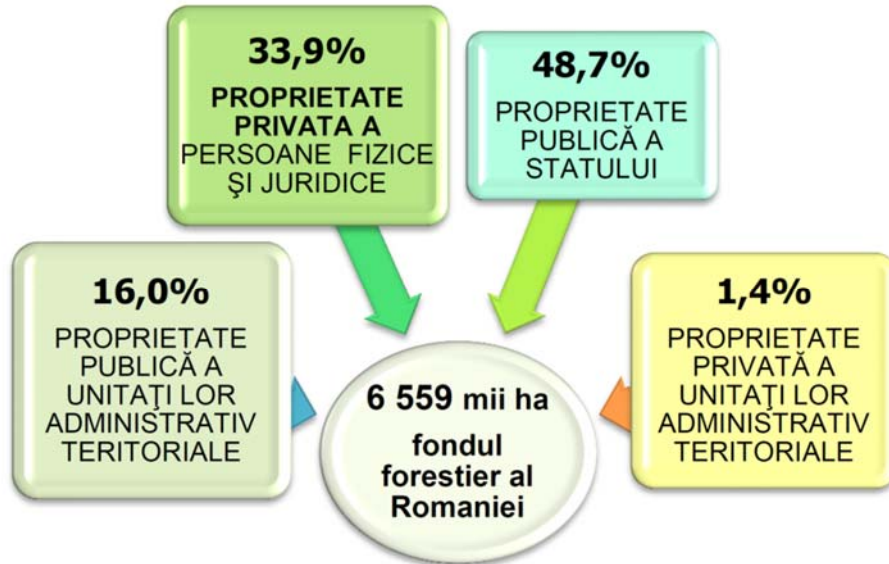 33,9%
PROPRIETATE
PRIVATA A
PERSOANE FIZICE
ŞI JURIDICE
48,7%
PROPRIETATE
PUBLICĂ A
STATULUI
16,0%
PROPRIETATE
PUBLICĂ A
UNITAŢI LOR
ADMINISTRATIV
TERITORIALE
1,4%
PROPRIETATE
PRIVATĂ A
UNITAŢI LOR
ADMINISTRATIV
TERITORIALE
6 559 mii ha
fondul
forestier al
Romaniei